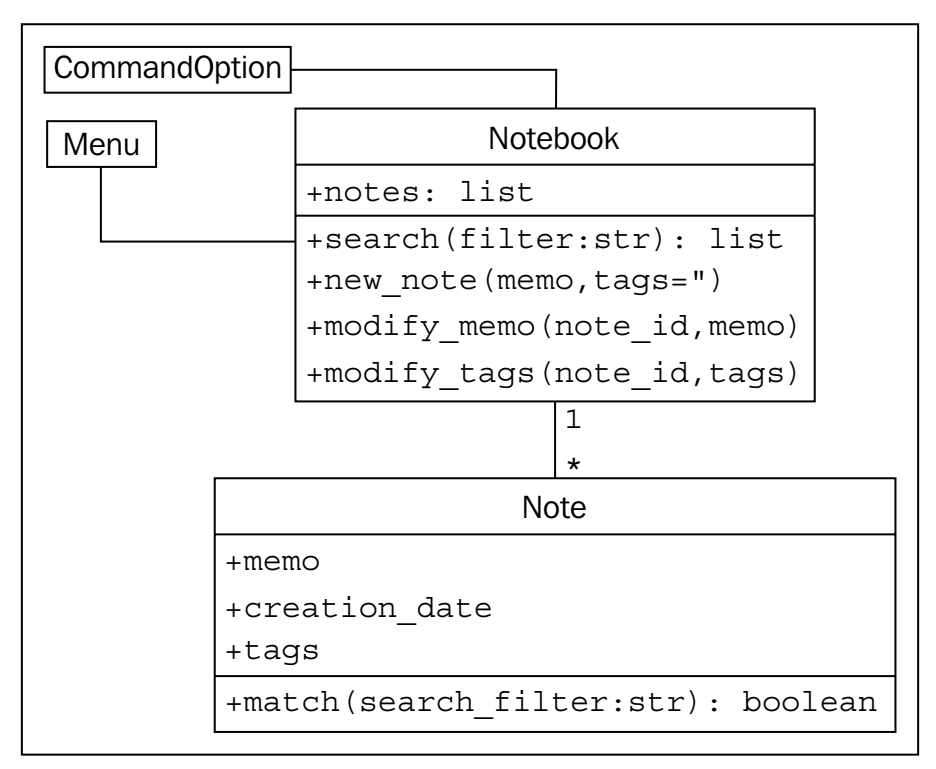 CommandOption
Menu
Notebook
+notes: list
+search(filter:str): list
+new_note(memo,tags=")
+modify_memo(note_id,memo)
+modify_tags(note_id,tags)
1
*
Note
+memo
+creation_date
+tags
+match(search_filter:str): boolean